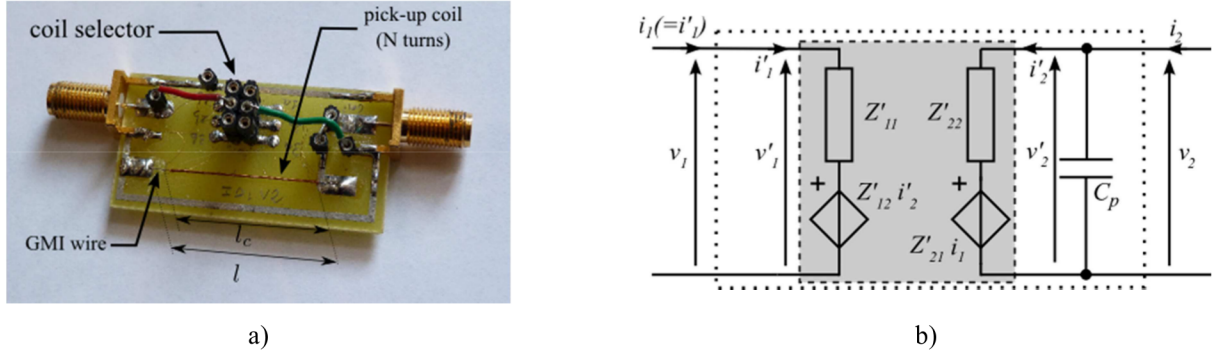 coil selector
pick-up coil
(N turns)
GMI wire
l_c
l
a)
i_1(=i'_1)
i_2
i'_1
i'_2
Z'_11
Z'_22
v_1
v'_1
v'_2
v_2
+
+
Z'_12 i'_2
C_p
Z'_21 i_1
b)